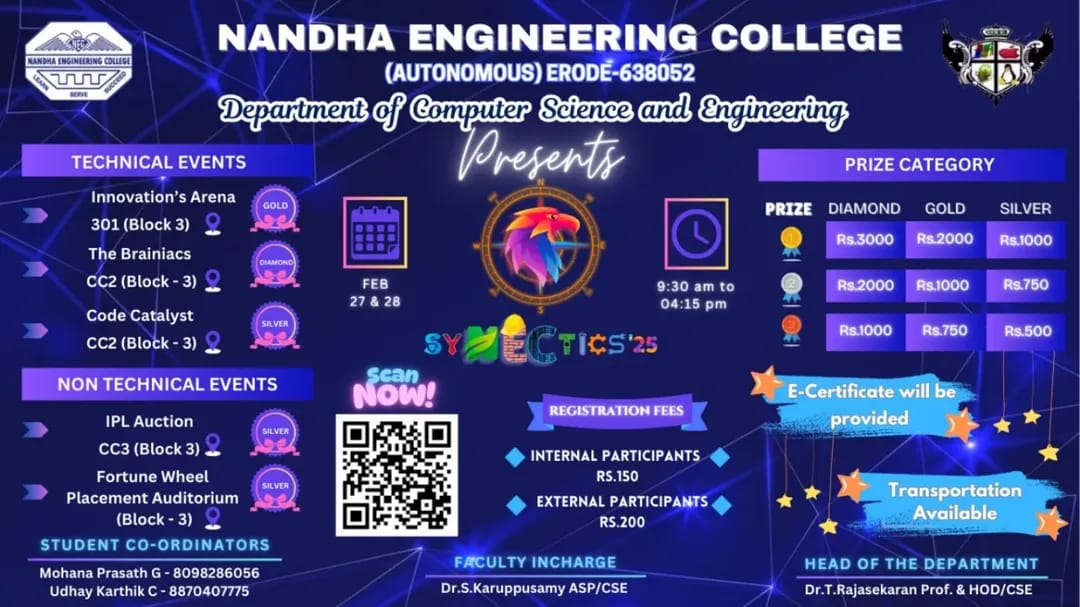 NANDHA ENGINEERING COLLEGE
LEARN SERVE SUCCEED
NANDHA ENGINEERING COLLEGE
(AUTONOMOUS) ERODE-638052
Department of Computer Science and Engineering
Presents
TECHNICAL EVENTS
Innovation's Arena
301 (Block 3)
GOLD
The Brainiacs
CC2 (Block - 3)
DIAMOND
Code Catalyst
CC2 (Block - 3)
SILVER
NON TECHNICAL EVENTS
IPL Auction
CC3 (Block 3)
SILVER
Fortune Wheel
Placement Auditorium
(Block - 3)
SILVER
STUDENT CO-ORDINATORS
Mohana Prasath G - 8098286056
Udhay Karthik C - 8870407775
FEB
27 & 28
N
E
S
W
9:30 am to
04:15 pm
SYNECTICS'25
Scan
NOW!
REGISTRATION FEES
INTERNAL PARTICIPANTS
RS.150
EXTERNAL PARTICIPANTS
RS.200
FACULTY INCHARGE
Dr.S.Karuppusamy ASP/CSE
PRIZE CATEGORY
PRIZE DIAMOND GOLD SILVER
1 Rs.3000 Rs.2000 Rs.1000
2 Rs.2000 Rs.1000 Rs.750
3 Rs.1000 Rs.750 Rs.500
E-Certificate will be
provided
Transportation
Available
HEAD OF THE DEPARTMENT
Dr.T.Rajasekaran Prof. & HOD/CSE